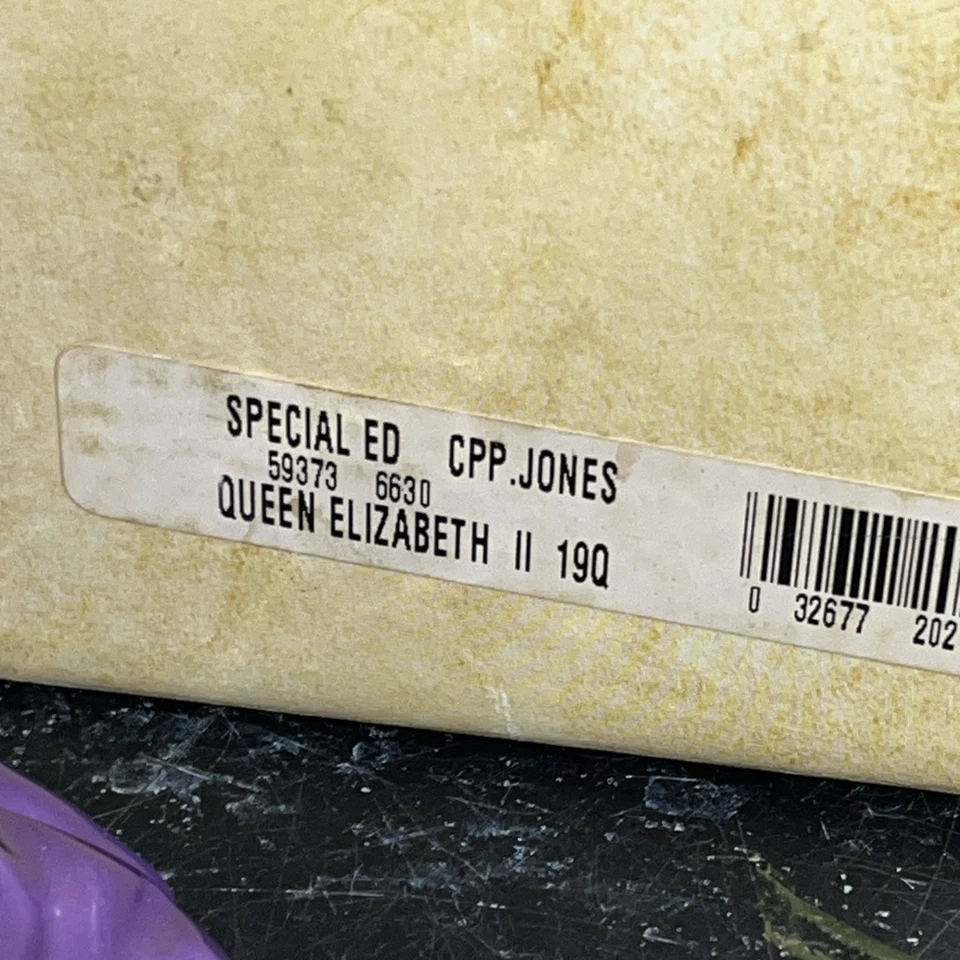 SPECIAL ED CPP.JONES
59373 6630
QUEEN ELIZABETH II 19Q
0 32677 202